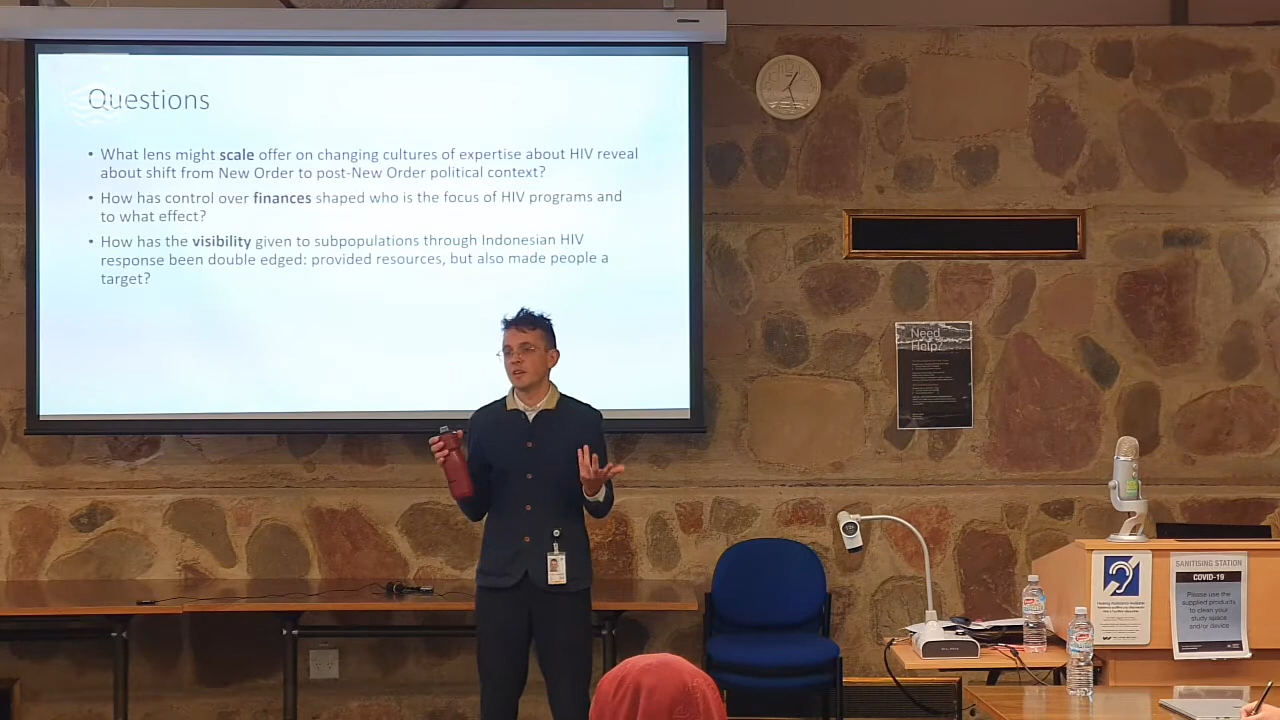 Questions
• What lens might scale offer on changing cultures of expertise about HIV reveal
about shift from New Order to post-New Order political context?
• How has control over finances shaped who is the focus of HIV programs and
to what effect?
• How has the visibility given to subpopulations through Indonesian HIV
response been double edged: provided resources, but also made people a
target?
Need
Help?
SANITISING STATION
COVID-19
Please use the
supplied products
to clean your
study space
and/or device